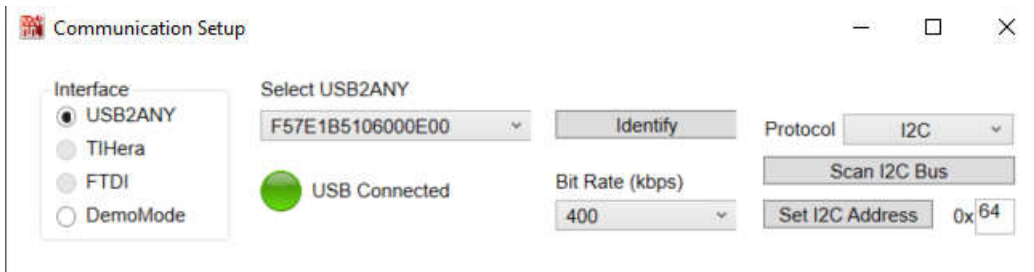 Communication Setup
Interface
USB2ANY
TIHera
FTDI
DemoMode
Select USB2ANY
F57E1B5106000E00
USB Connected
Identify
Bit Rate (kbps)
400
Protocol I2C
Scan I2C Bus
Set I2C Address 0x 64